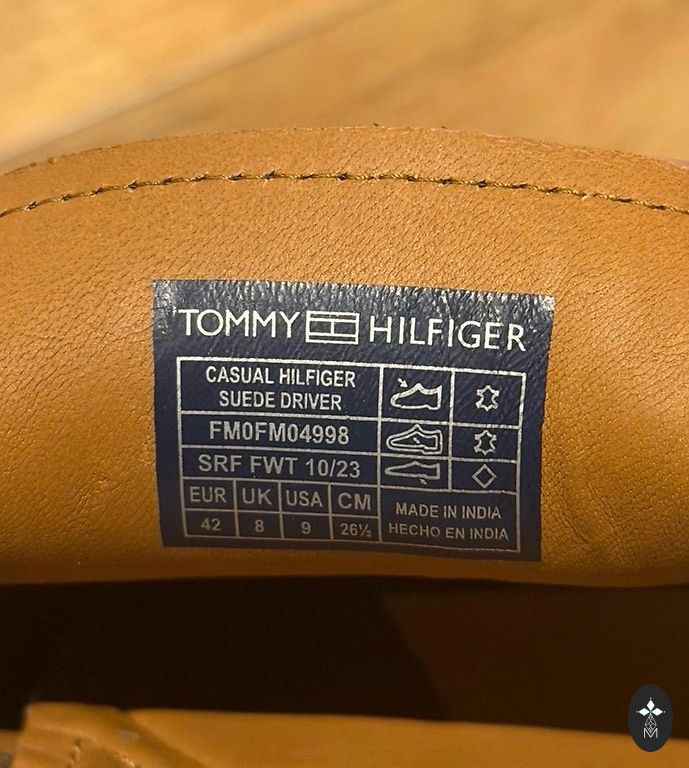 TOMMY HILFIGER
CASUAL HILFIGER
SUEDE DRIVER
FM0FM04998
SRF FWT 10/23
EUR UK USA CM
42 8 9 26½
MADE IN INDIA
HECHO EN INDIA
M